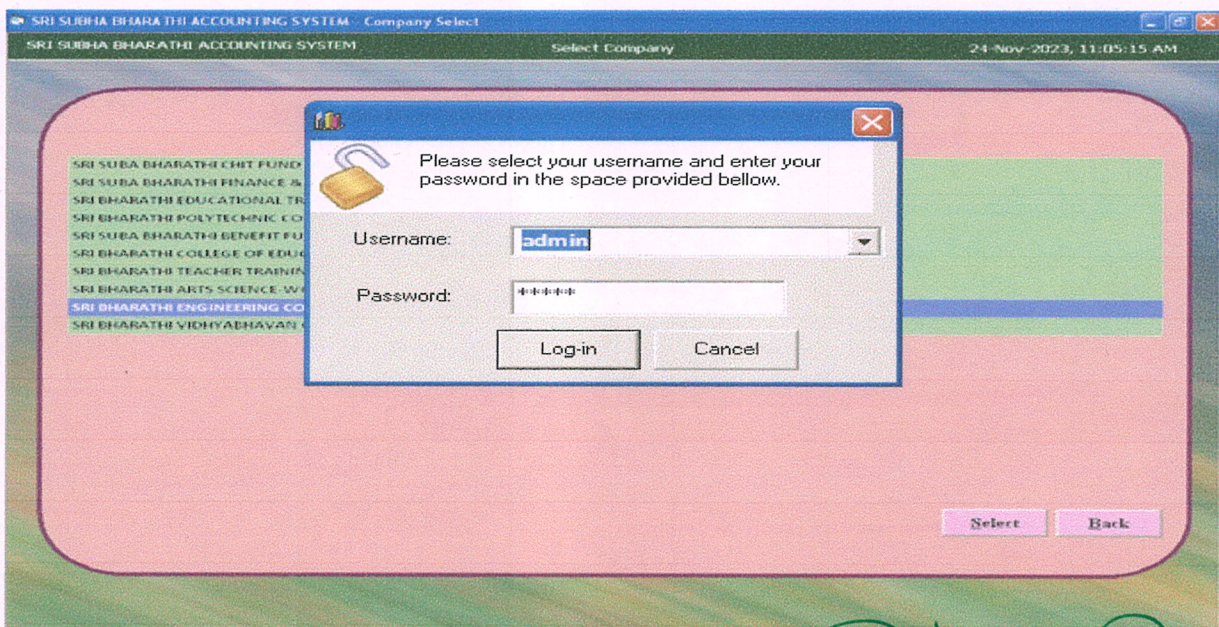 SRI SUBHA BHARATHI ACCOUNTING SYSTEM - Company Select
SRI SUBHA BHARATHI ACCOUNTING SYSTEM Select Company 24-Nov-2023, 11:05:15 AM
Please select your username and enter your
password in the space provided bellow.
SRI SUBA BHARATHI CHIT FUND
SRI SUBA BHARATHI FINANCE &
SRI BHARATHI EDUCATIONAL TR
SRI BHARATHI POLYTECHNIC CO
SRI SUBA BHARATHI BENEFIT FU
SRI BHARATHI COLLEGE OF EDUC
SRI BHARATHI TEACHER TRAININ
SRI BHARATHI ARTS SCIENCE-W
SRI BHARATHI ENGINEERING CO
SRI BHARATHI VIDHYABHAVAN
Username: admin
Password: ******
Log-in Cancel
Select Back